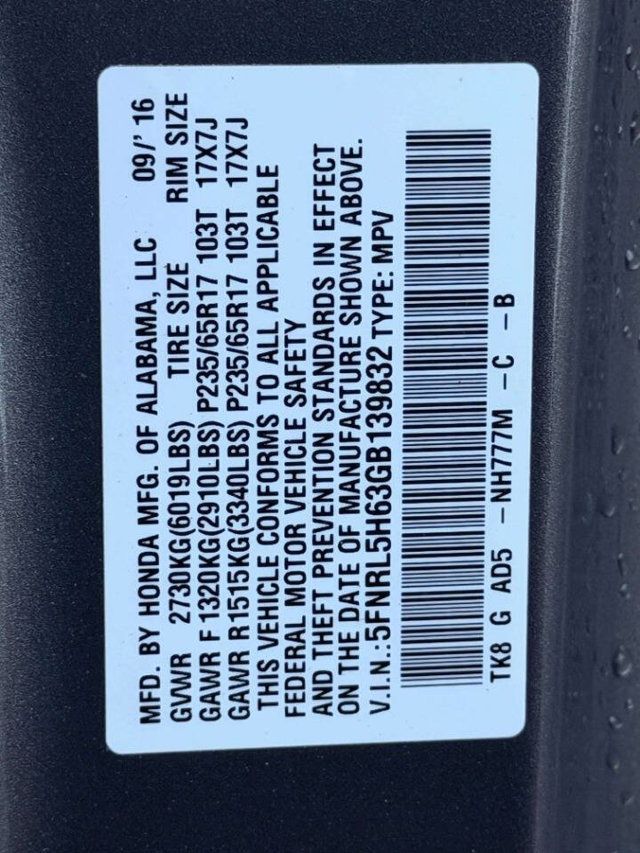 MFD. BY HONDA MFG. OF ALABAMA, LLC 09/' 16
GVWR 2730KG(6019LBS) TIRE SIZE RIM SIZE
GAWR F 1320KG(2910LBS) P235/65R17 103T 17X7J
GAWR R1515KG(3340LBS) P235/65R17 103T 17X7J
THIS VEHICLE CONFORMS TO ALL APPLICABLE
FEDERAL MOTOR VEHICLE SAFETY
AND THEFT PREVENTION STANDARDS IN EFFECT
ON THE DATE OF MANUFACTURE SHOWN ABOVE.
V.I.N.:5FNRL5H63GB139832 TYPE: MPV
TK8 G AD5 -NH777M -C -B